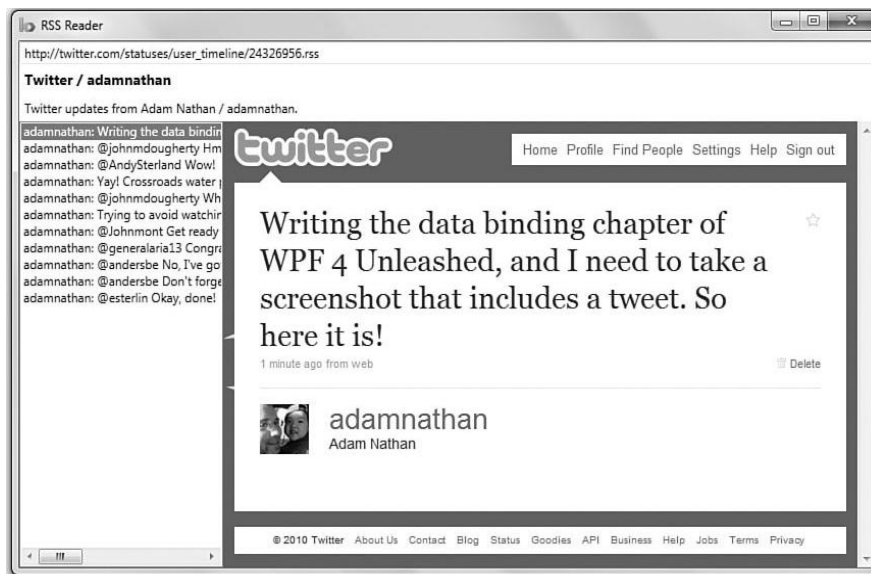 RSS Reader
http://twitter.com/statuses/user_timeline/24326956.rss
Twitter / adamnathan
Twitter updates from Adam Nathan / adamnathan.
adamnathan: Writing the data bindin
adamnathan: @johnmdougherty Hm
adamnathan: @AndySterland Wow!
adamnathan: Yay! Crossroads water
adamnathan: @johnmdougherty Wh
adamnathan: Trying to avoid watchin
adamnathan: @Johnmont Get ready
adamnathan: @generalaria13 Congra
adamnathan: @andersbe No, I've go
adamnathan: @andersbe Don't forge
adamnathan: @esterlin Okay, done!
twitter
Home Profile Find People Settings Help Sign out
Writing the data binding chapter of
WPF 4 Unleashed, and I need to take a
screenshot that includes a tweet. So
here it is!
1 minute ago from web
Delete
adamnathan
Adam Nathan
© 2010 Twitter About Us Contact Blog Status Goodies API Business Help Jobs Terms Privacy